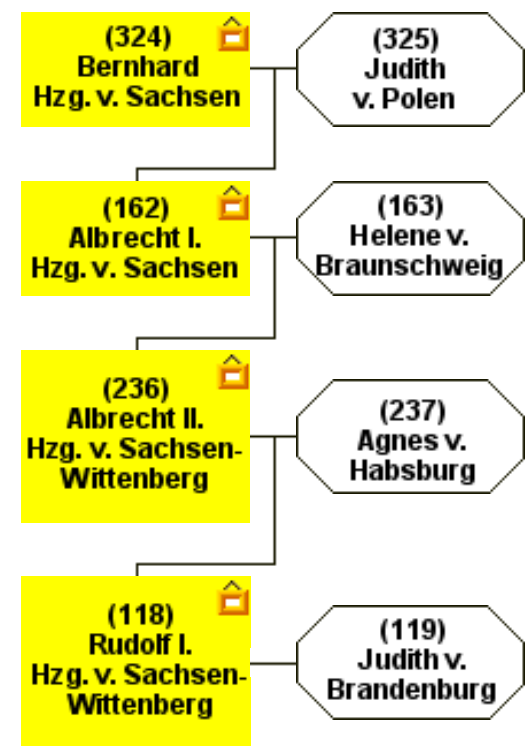 (324)
Bernhard
Hzg. v. Sachsen
(325)
Judith
v. Polen
(162)
Albrecht I.
Hzg. v. Sachsen
(163)
Helene v.
Braunschweig
(236)
Albrecht II.
Hzg. v. Sachsen-
Wittenberg
(237)
Agnes v.
Habsburg
(118)
Rudolf I.
Hzg. v. Sachsen-
Wittenberg
(119)
Judith v.
Brandenburg